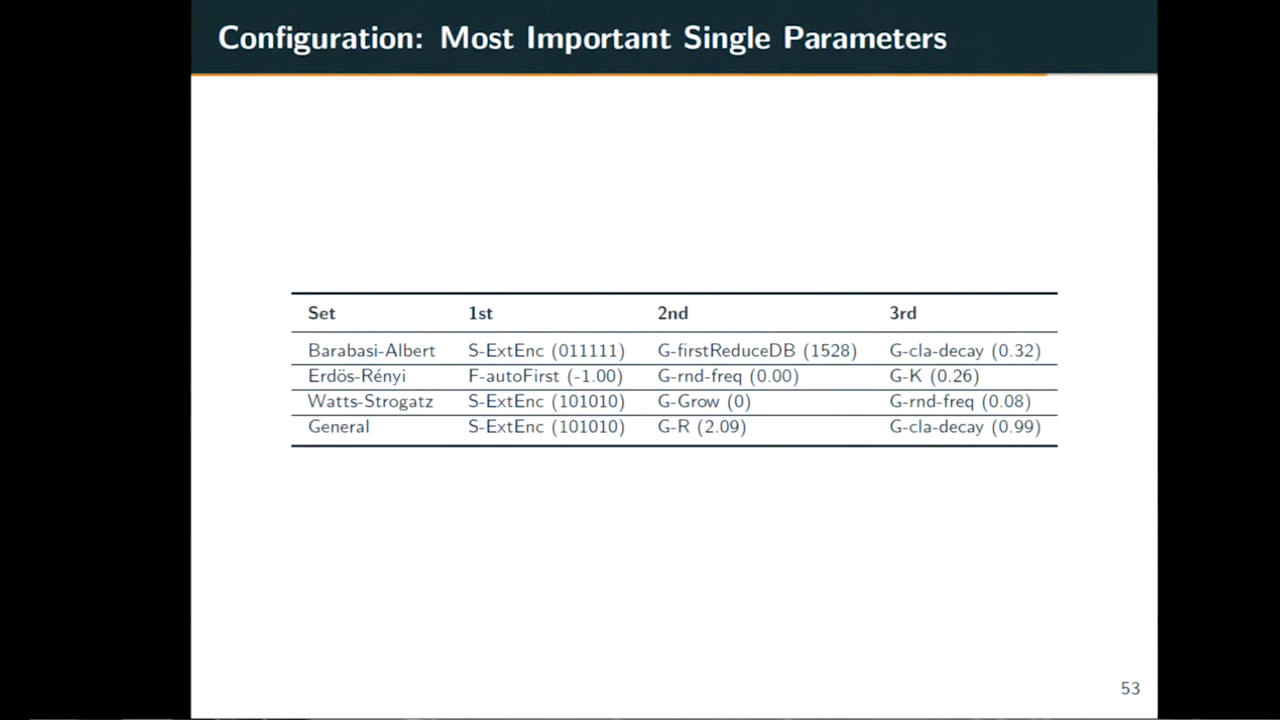 Configuration: Most Important Single Parameters
Set 1st 2nd 3rd
Barabasi-Albert S-ExtEnc (011111) G-firstReduceDB (1528) G-cla-decay (0.32)
Erdös-Rényi F-autoFirst (-1.00) G-rnd-freq (0.00) G-K (0.26)
Watts-Strogatz S-ExtEnc (101010) G-Grow (0) G-rnd-freq (0.08)
General S-ExtEnc (101010) G-R (2.09) G-cla-decay (0.99)
53